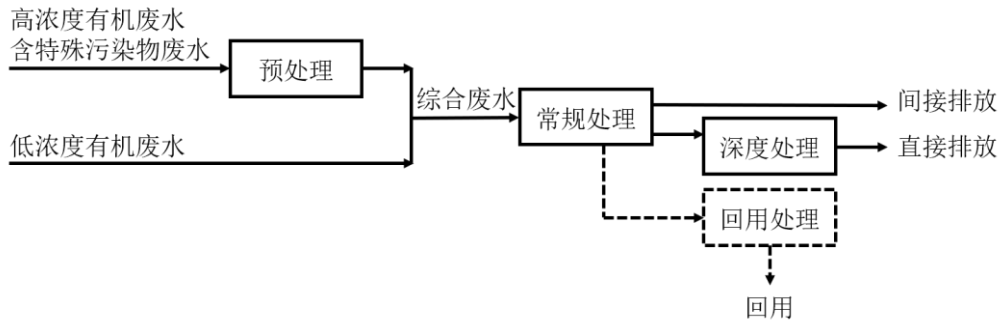 高浓度有机废水
含特殊污染物废水
预处理
低浓度有机废水
综合废水
常规处理
间接排放
深度处理
直接排放
回用处理
回用